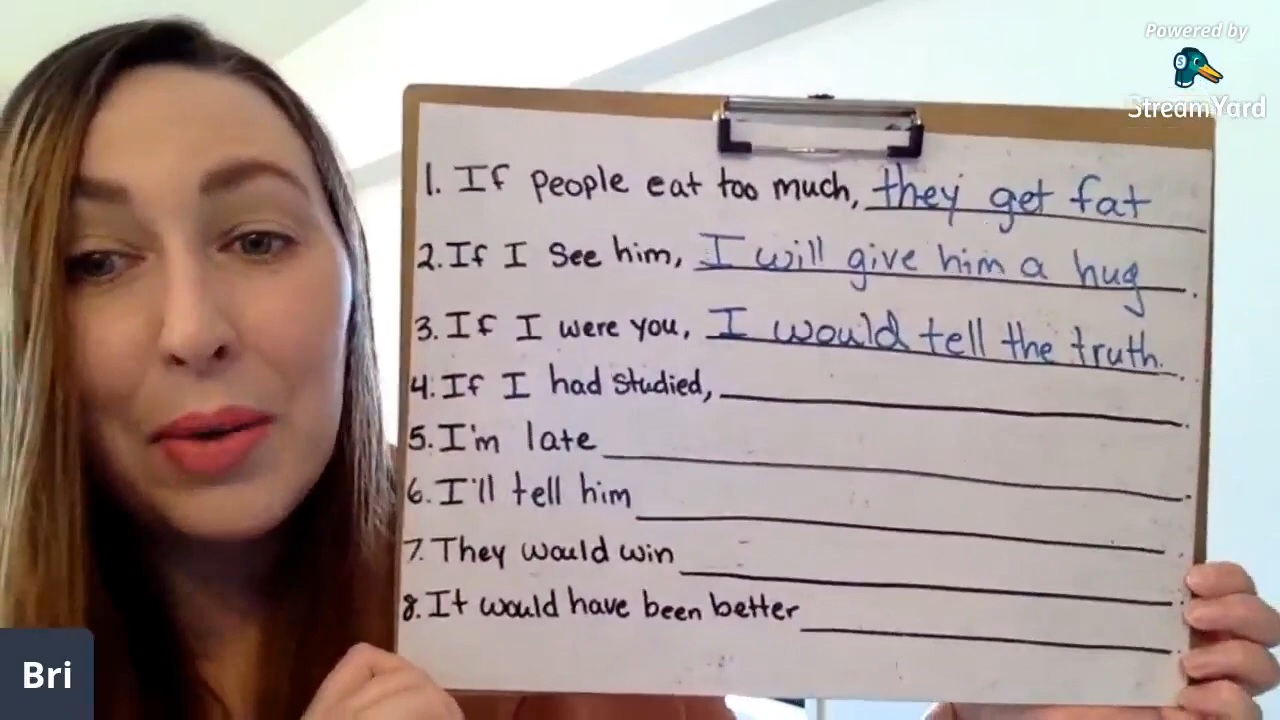 Powered by
StreamYard
1. If people eat too much, they get fat
2. If I see him, I will give him a hug.
3. If I were you, I would tell the truth.
4. If I had studied, .
5. I'm late .
6. I'll tell him
7. They would win .
8. It would have been better .
Bri